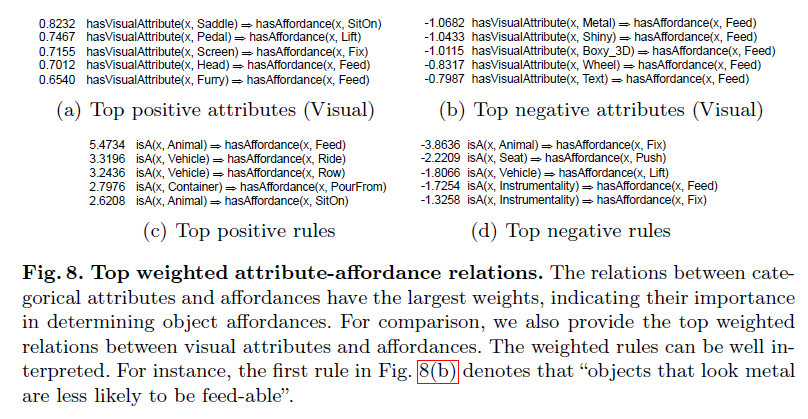 0.8232 hasVisualAttribute(x, Saddle) ⇒ hasAffordance(x, SitOn)
0.7467 hasVisualAttribute(x, Pedal) ⇒ hasAffordance(x, Lift)
0.7155 hasVisualAttribute(x, Screen) ⇒ hasAffordance(x, Fix)
0.7012 hasVisualAttribute(x, Head) ⇒ hasAffordance(x, Feed)
0.6540 hasVisualAttribute(x, Furry) ⇒ hasAffordance(x, Feed)
(a) Top positive attributes (Visual)
-1.0682 hasVisualAttribute(x, Metal) ⇒ hasAffordance(x, Feed)
-1.0433 hasVisualAttribute(x, Shiny) ⇒ hasAffordance(x, Feed)
-1.0115 hasVisualAttribute(x, Boxy_3D) ⇒ hasAffordance(x, Feed)
-0.8317 hasVisualAttribute(x, Wheel) ⇒ hasAffordance(x, Feed)
-0.7987 hasVisualAttribute(x, Text) ⇒ hasAffordance(x, Feed)
(b) Top negative attributes (Visual)
5.4734 isA(x, Animal) ⇒ hasAffordance(x, Feed)
3.3196 isA(x, Vehicle) ⇒ hasAffordance(x, Ride)
3.2436 isA(x, Vehicle) ⇒ hasAffordance(x, Row)
2.7976 isA(x, Container) ⇒ hasAffordance(x, PourFrom)
2.6208 isA(x, Animal) ⇒ hasAffordance(x, SitOn)
(c) Top positive rules
-3.8636 isA(x, Animal) ⇒ hasAffordance(x, Fix)
-2.2209 isA(x, Seat) ⇒ hasAffordance(x, Push)
-1.8066 isA(x, Vehicle) ⇒ hasAffordance(x, Lift)
-1.7254 isA(x, Instrumentality) ⇒ hasAffordance(x, Feed)
-1.3258 isA(x, Instrumentality) ⇒ hasAffordance(x, Fix)
(d) Top negative rules
Fig. 8. Top weighted attribute-affordance relations. The relations between cate-
gorical attributes and affordances have the largest weights, indicating their importance
in determining object affordances. For comparison, we also provide the top weighted
relations between visual attributes and affordances. The weighted rules can be well in-
terpreted. For instance, the first rule in Fig. 8(b) denotes that “objects that look metal
are less likely to be feed-able”.